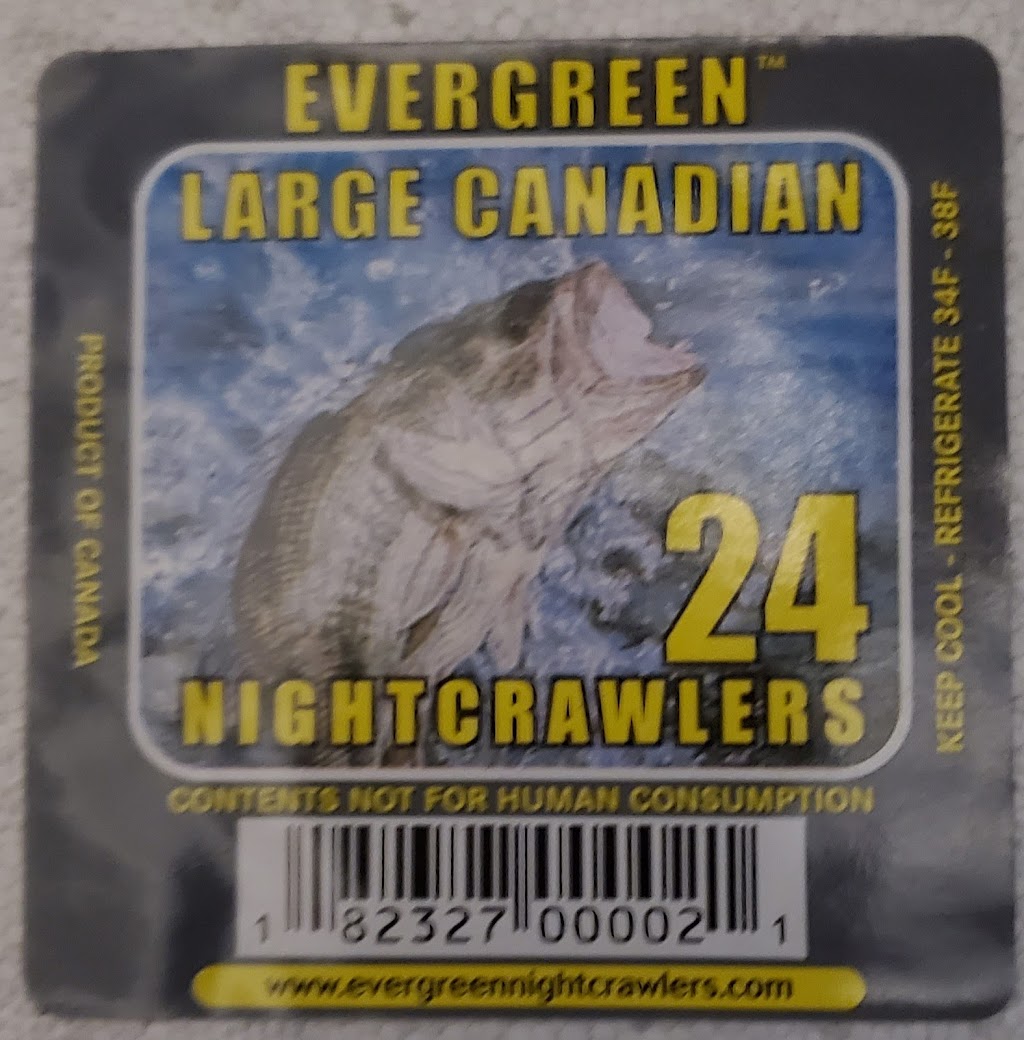 EVERGREEN™
LARGE CANADIAN
PRODUCT OF CANADA
KEEP COOL - REFRIGERATE 34F - 38F
24
NIGHTCRAWLERS
CONTENTS NOT FOR HUMAN CONSUMPTION
1 82327 00002 1
www.evergreennightcrawlers.com